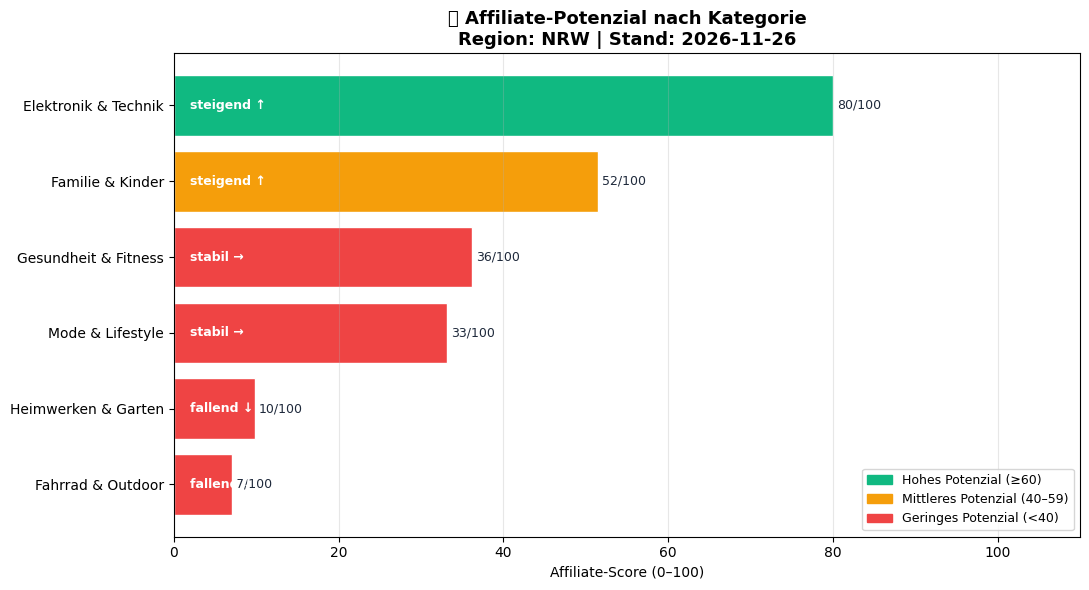 Affiliate-Potenzial nach Kategorie
Region: NRW | Stand: 2026-11-26
Elektronik & Technik
steigend ↑
80/100
Familie & Kinder
steigend ↑
52/100
Gesundheit & Fitness
stabil →
36/100
Mode & Lifestyle
stabil →
33/100
Heimwerken & Garten
fallend ↓
10/100
Fahrrad & Outdoor
7/100
Hohes Potenzial (≥60)
Mittleres Potenzial (40–59)
Geringes Potenzial (<40)
0 20 40 60 80 100
Affiliate-Score (0–100)